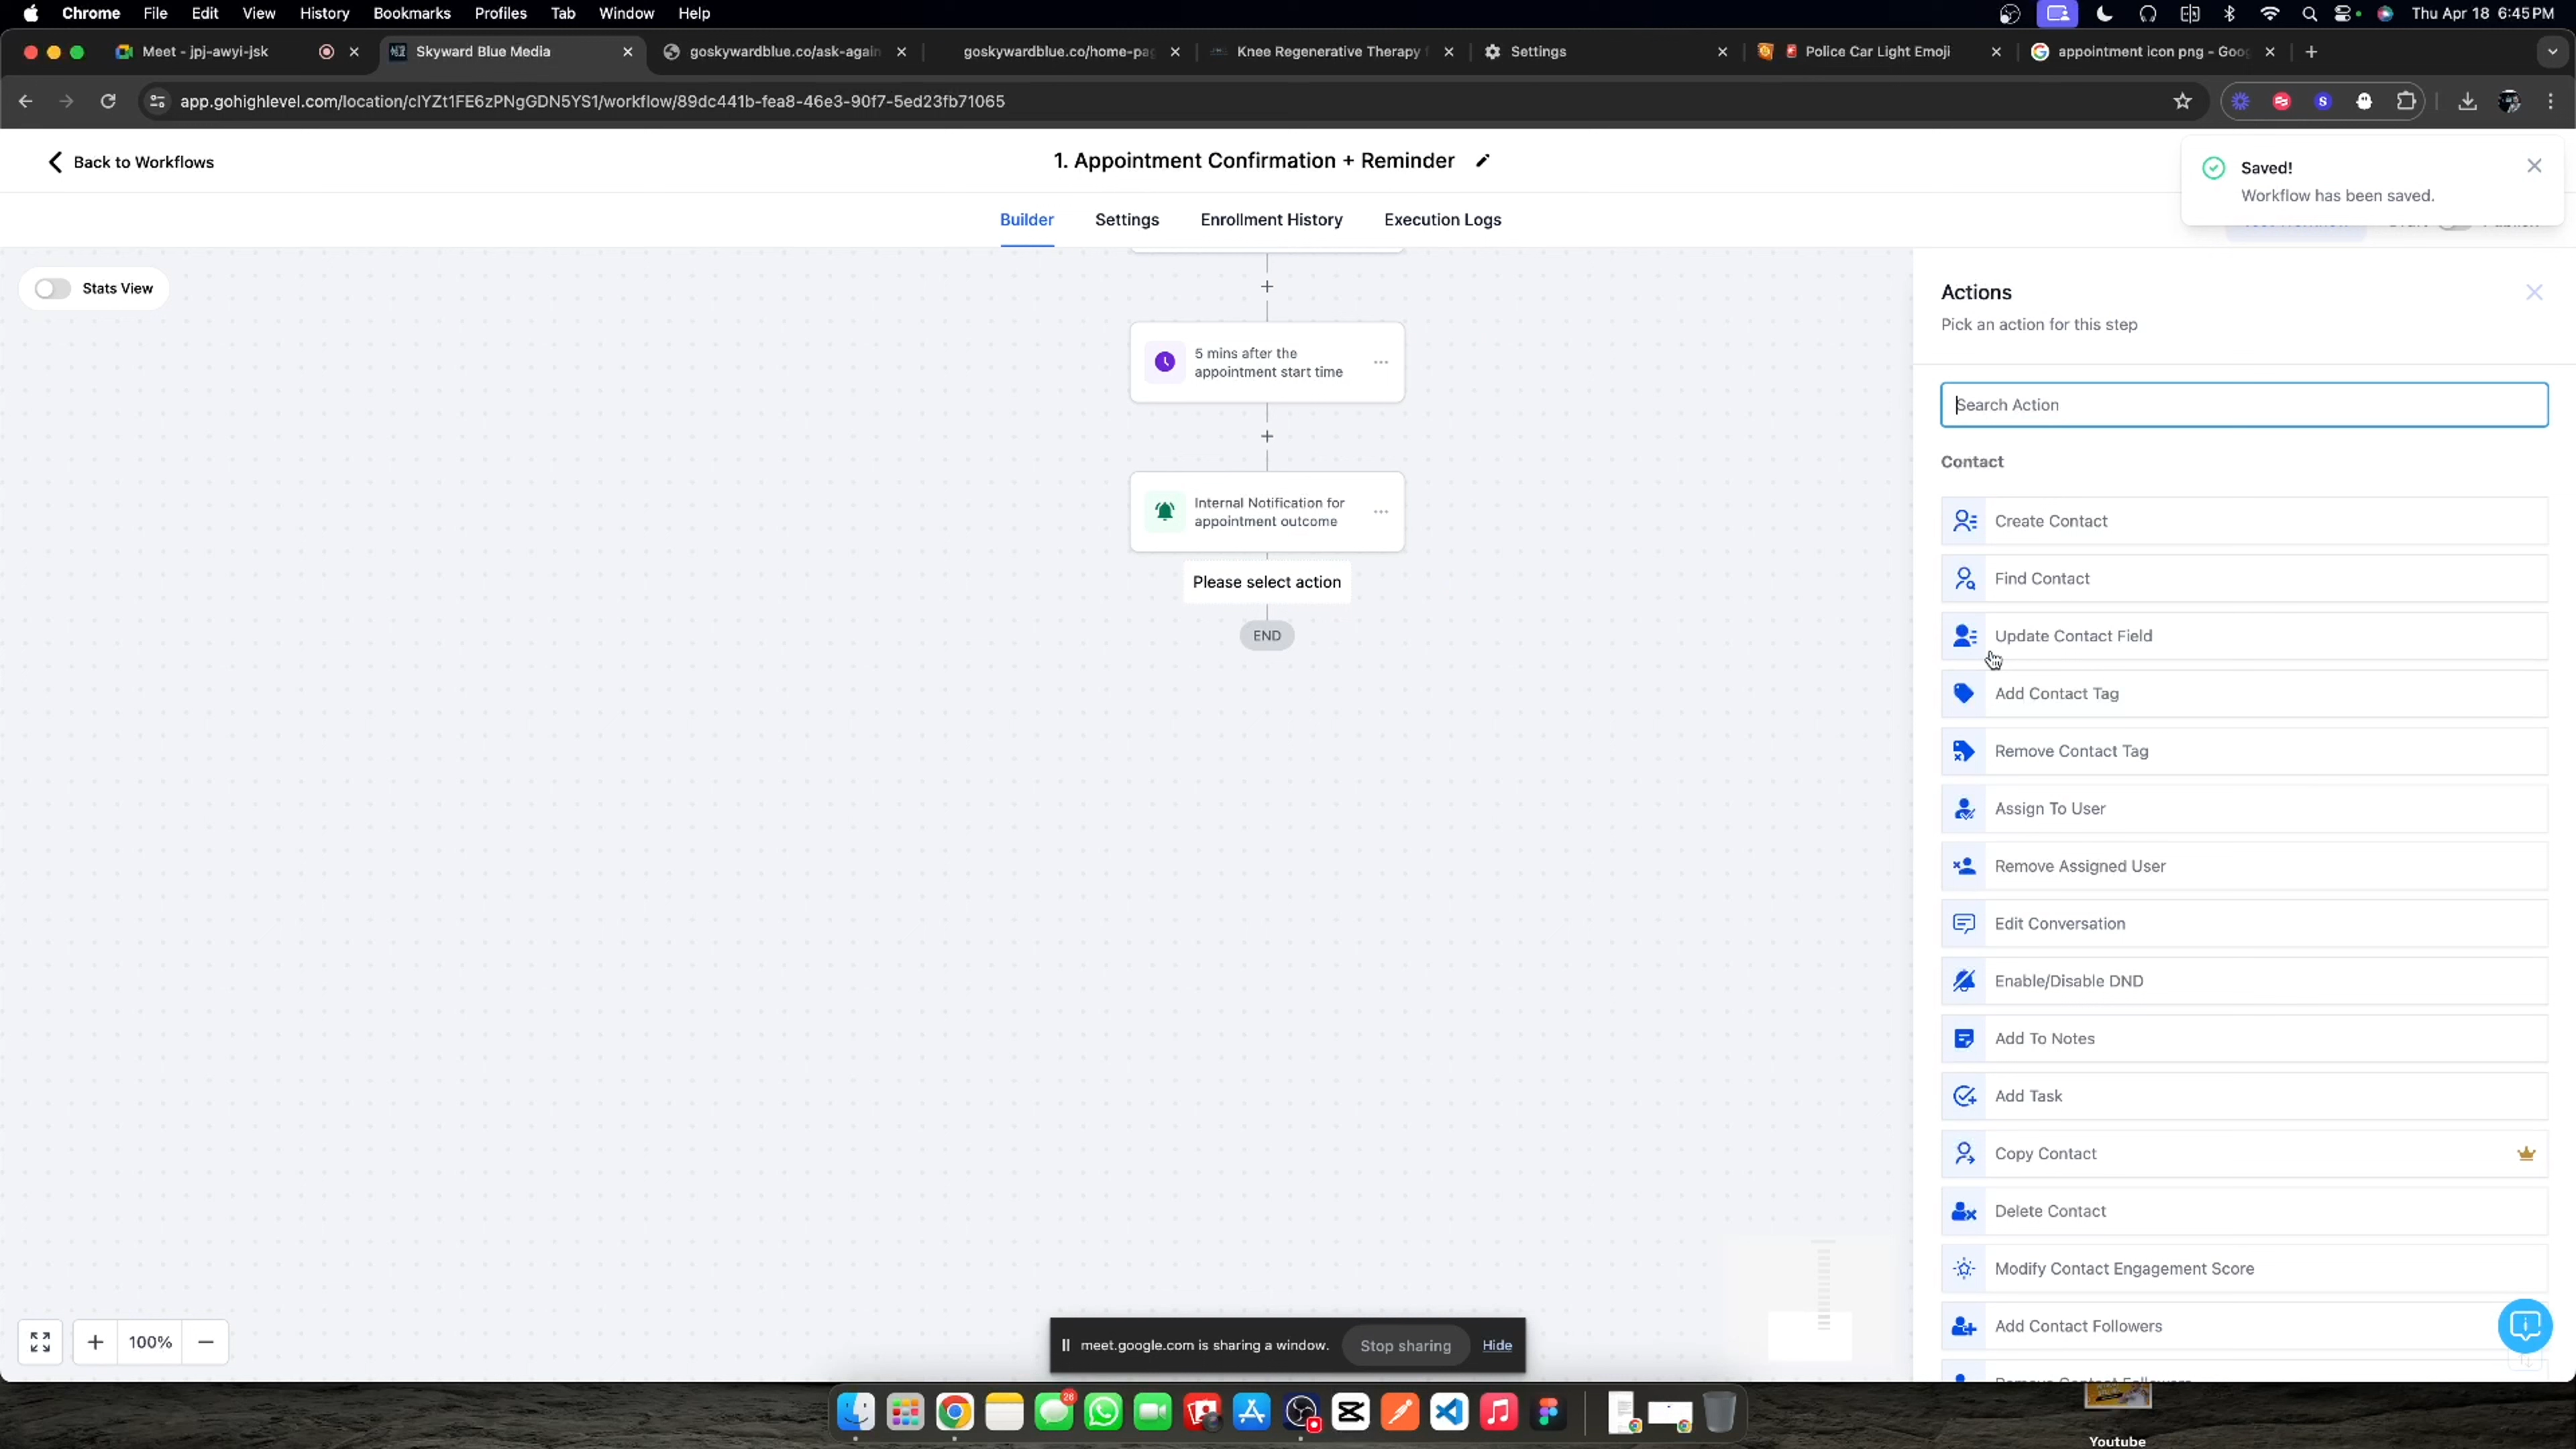 Chrome File Edit View History Bookmarks Profiles Tab Window Help Thu Apr 18 6:45PM
Meet - jpj-awyi-jsk Skyward Blue Media goskywardblue.co/ask-again goskywardblue.co/home-pag Knee Regenerative Therapy Settings Police Car Light Emoji appointment icon png - Goog
app.gohighlevel.com/location/clYZt1FE6zPNgGDN5YS1/workflow/89dc441b-fea8-46e3-90f7-5ed23fb71065
Back to Workflows
1. Appointment Confirmation + Reminder
Saved!
Workflow has been saved.
Builder Settings Enrollment History Execution Logs
Stats View
5 mins after the
appointment start time
Internal Notification for
appointment outcome
Please select action
END
Actions
Pick an action for this step
Search Action
Contact
Create Contact
Find Contact
Update Contact Field
Add Contact Tag
Remove Contact Tag
Assign To User
Remove Assigned User
Edit Conversation
Enable/Disable DND
Add To Notes
Add Task
Copy Contact
Delete Contact
Modify Contact Engagement Score
Add Contact Followers
100%
meet.google.com is sharing a window. Stop sharing Hide
28
Youtube